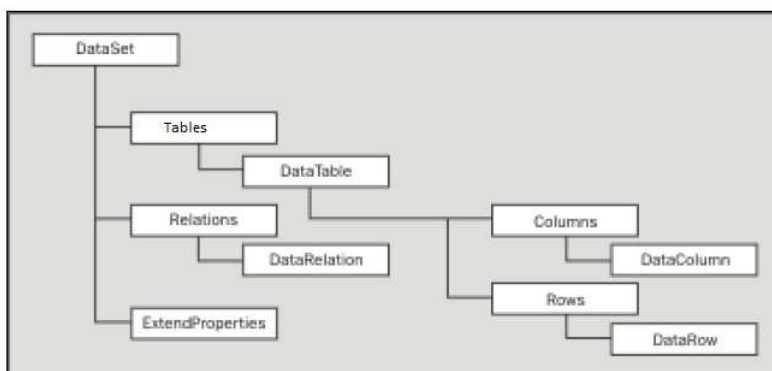 DataSet
Tables
DataTable
Relations
Columns
DataRelation
DataColumn
Rows
ExtendProperties
DataRow